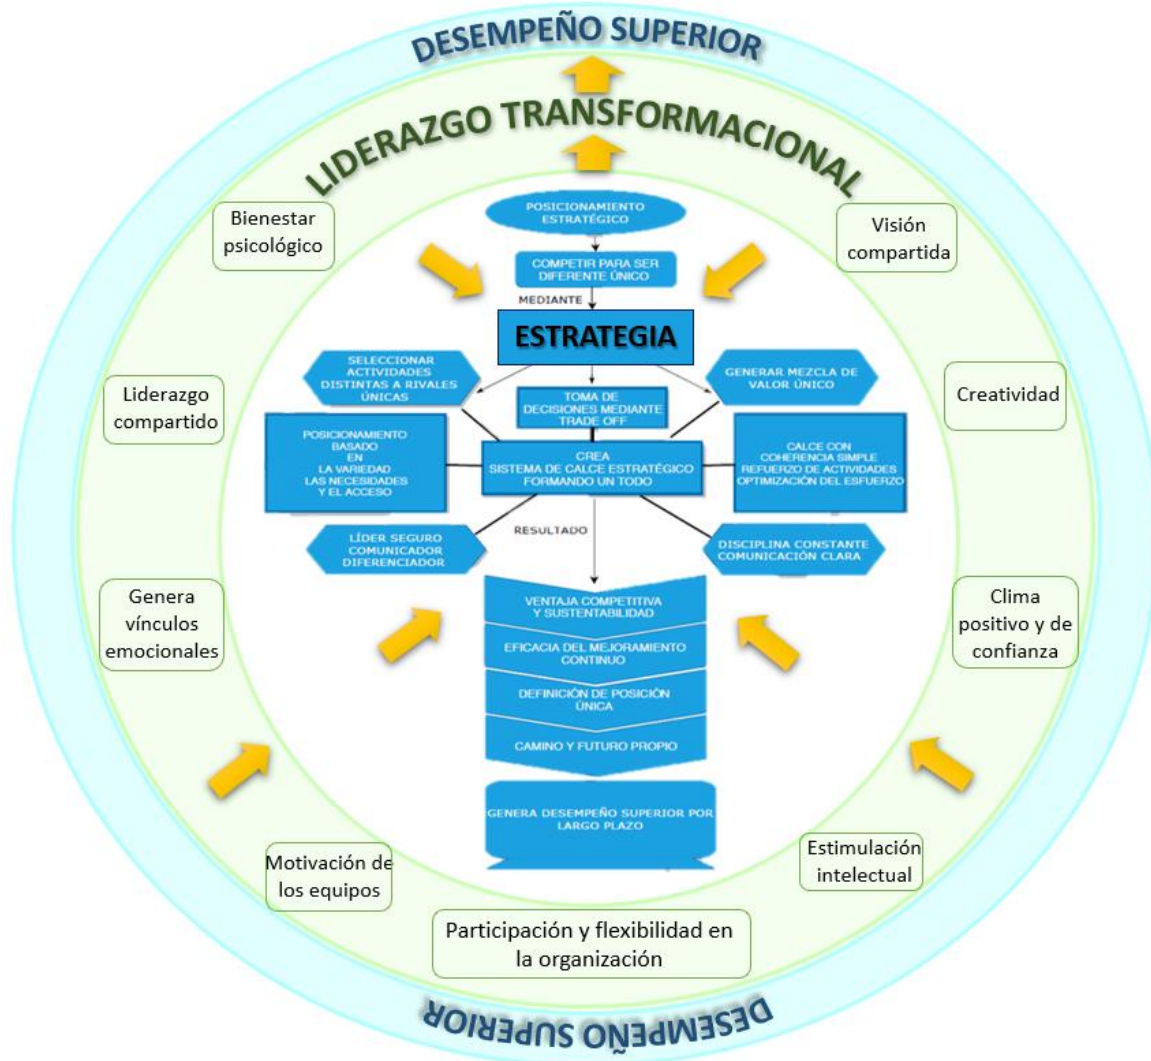 DESEMPEÑO SUPERIOR
LIDERAZGO TRANSFORMACIONAL
Bienestar
psicológico
Visión
compartida
POSICIONAMIENTO
ESTRATÉGICO
COMPETIR PARA SER
DIFERENTE ÚNICO
MEDIANTE
ESTRATEGIA
SELECCIONAR
ACTIVIDADES
DISTINTAS A RIVALES
ÚNICAS
GENERAR MEZCLA DE
VALOR ÚNICO
Liderazgo
compartido
Creatividad
TOMA DE
DECISIONES MEDIANTE
TRADE OFF
POSICIONAMIENTO
BASADO
EN
LA VARIEDAD
LAS NECESIDADES
Y EL ACCESO
CREA
SISTEMA DE CALCE ESTRATÉGICO
FORMANDO UN TODO
CALCE CON
COHERENCIA SIMPLE
REFUERZO DE ACTIVIDADES
OPTIMIZACIÓN DEL ESFUERZO
RESULTADO
LÍDER SEGURO
COMUNICADOR
DIFERENCIADOR
DISCIPLINA CONSTANTE
COMUNICACIÓN CLARA
Genera
vínculos
emocionales
Clima
positivo y de
confianza
VENTAJA COMPETITIVA
Y SUSTENTABILIDAD
EFICACIA DEL MEJORAMIENTO
CONTINUO
DEFINICIÓN DE POSICIÓN
ÚNICA
CAMINO Y FUTURO PROPIO
GENERA DESEMPEÑO SUPERIOR POR
LARGO PLAZO
Motivación de
los equipos
Estimulación
intelectual
Participación y flexibilidad en
la organización
DESEMPEÑO SUPERIOR